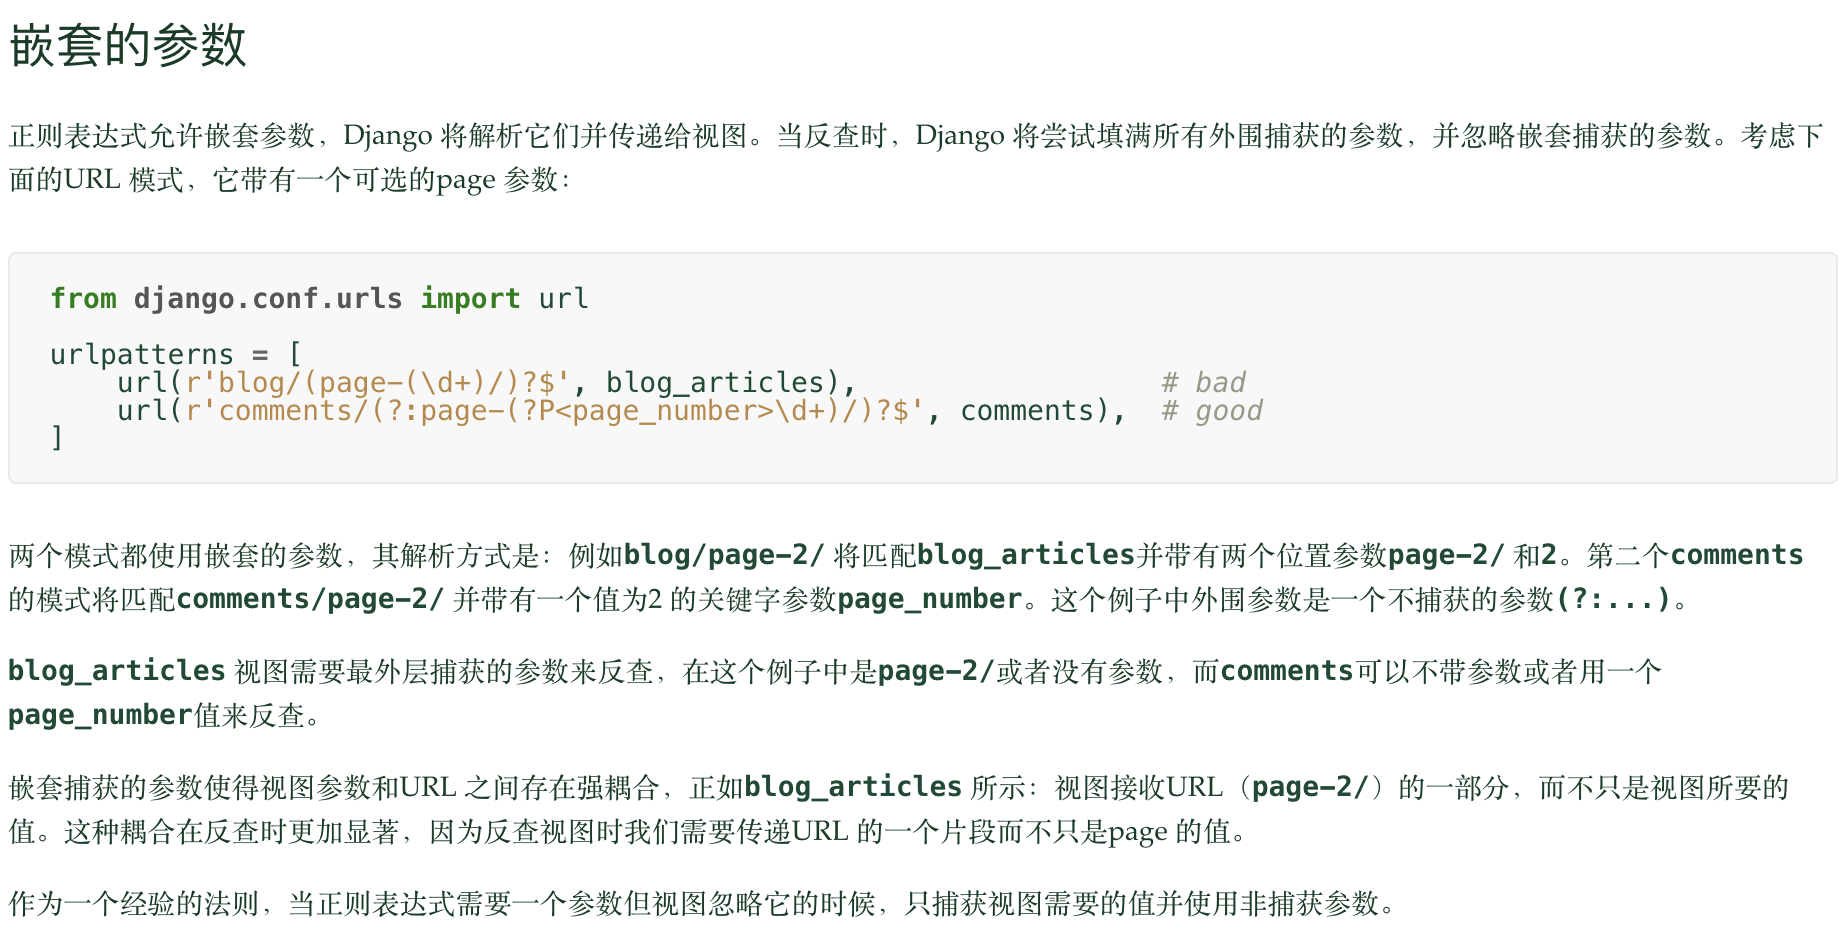 嵌套的参数
正则表达式允许嵌套参数，Django 将解析它们并传递给视图。当反查时，Django 将尝试填满所有外围捕获的参数，并忽略嵌套捕获的参数。考虑下
面的URL 模式，它带有一个可选的page 参数：
from django.conf.urls import url
urlpatterns = [
    url(r'blog/(page-(\d+)/)?$', blog_articles),                  # bad
    url(r'comments/(?:page-(?P<page_number>\d+)/)?$', comments),  # good
]
两个模式都使用嵌套的参数，其解析方式是：例如blog/page-2/ 将匹配blog_articles并带有两个位置参数page-2/ 和2。第二个comments
的模式将匹配comments/page-2/ 并带有一个值为2 的关键字参数page_number。这个例子中外围参数是一个不捕获的参数(?:...)。
blog_articles 视图需要最外层捕获的参数来反查，在这个例子中是page-2/或者没有参数，而comments可以不带参数或者用一个
page_number值来反查。
嵌套捕获的参数使得视图参数和URL 之间存在强耦合，正如blog_articles 所示：视图接收URL（page-2/）的一部分，而不只是视图所要的
值。这种耦合在反查时更加显著，因为反查视图时我们需要传递URL 的一个片段而不只是page 的值。
作为一个经验的法则，当正则表达式需要一个参数但视图忽略它的时候，只捕获视图需要的值并使用非捕获参数。